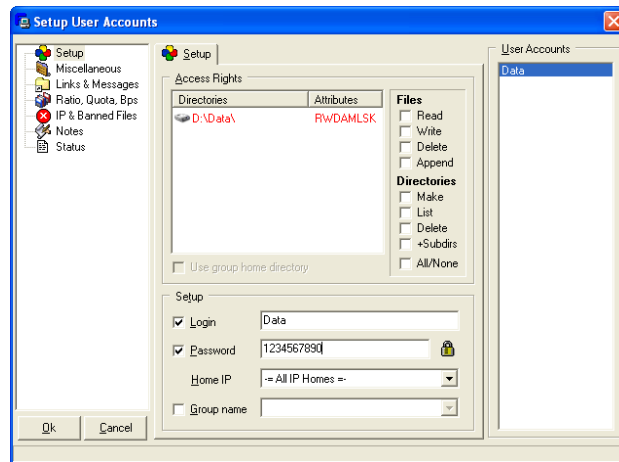 Setup User Accounts
Setup
Miscellaneous
Links & Messages
Ratio, Quota, Bps
IP & Banned Files
Notes
Status
Ok
Cancel
Setup
Access Rights
Directories Attributes
D:\Data\ RWDAMLSK
Files
Read
Write
Delete
Append
Directories
Make
List
Delete
+Subdirs
All/None
Use group home directory
Setup
Login Data
Password 1234567890
Home IP -= All IP Homes =-
Group name
User Accounts
Data